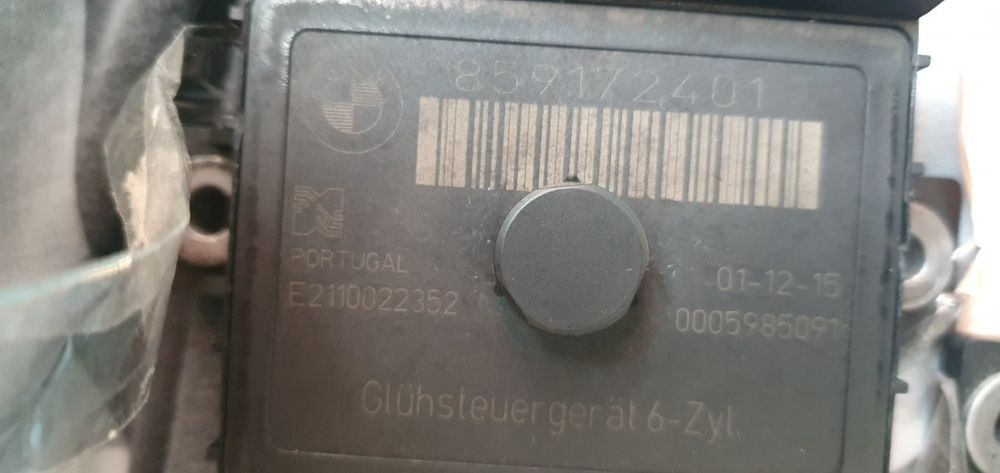 859172401
PORTUGAL
01-12-15
E2110022352
0005985091
Glühsteuergerät 6-Zyl.